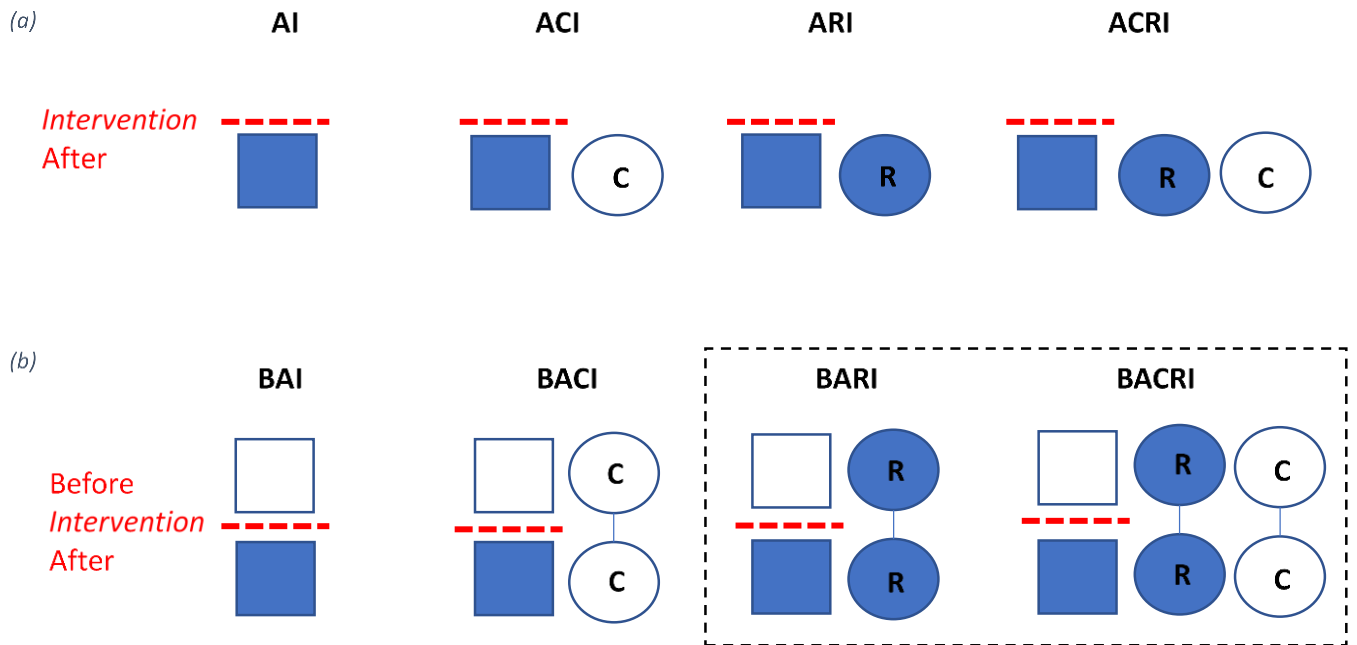 (a)
AI ACI ARI ACRI
Intervention
After
C R R C
(b)
BAI BACI BARI BACRI
C R R C
Before
Intervention
After
C R R C